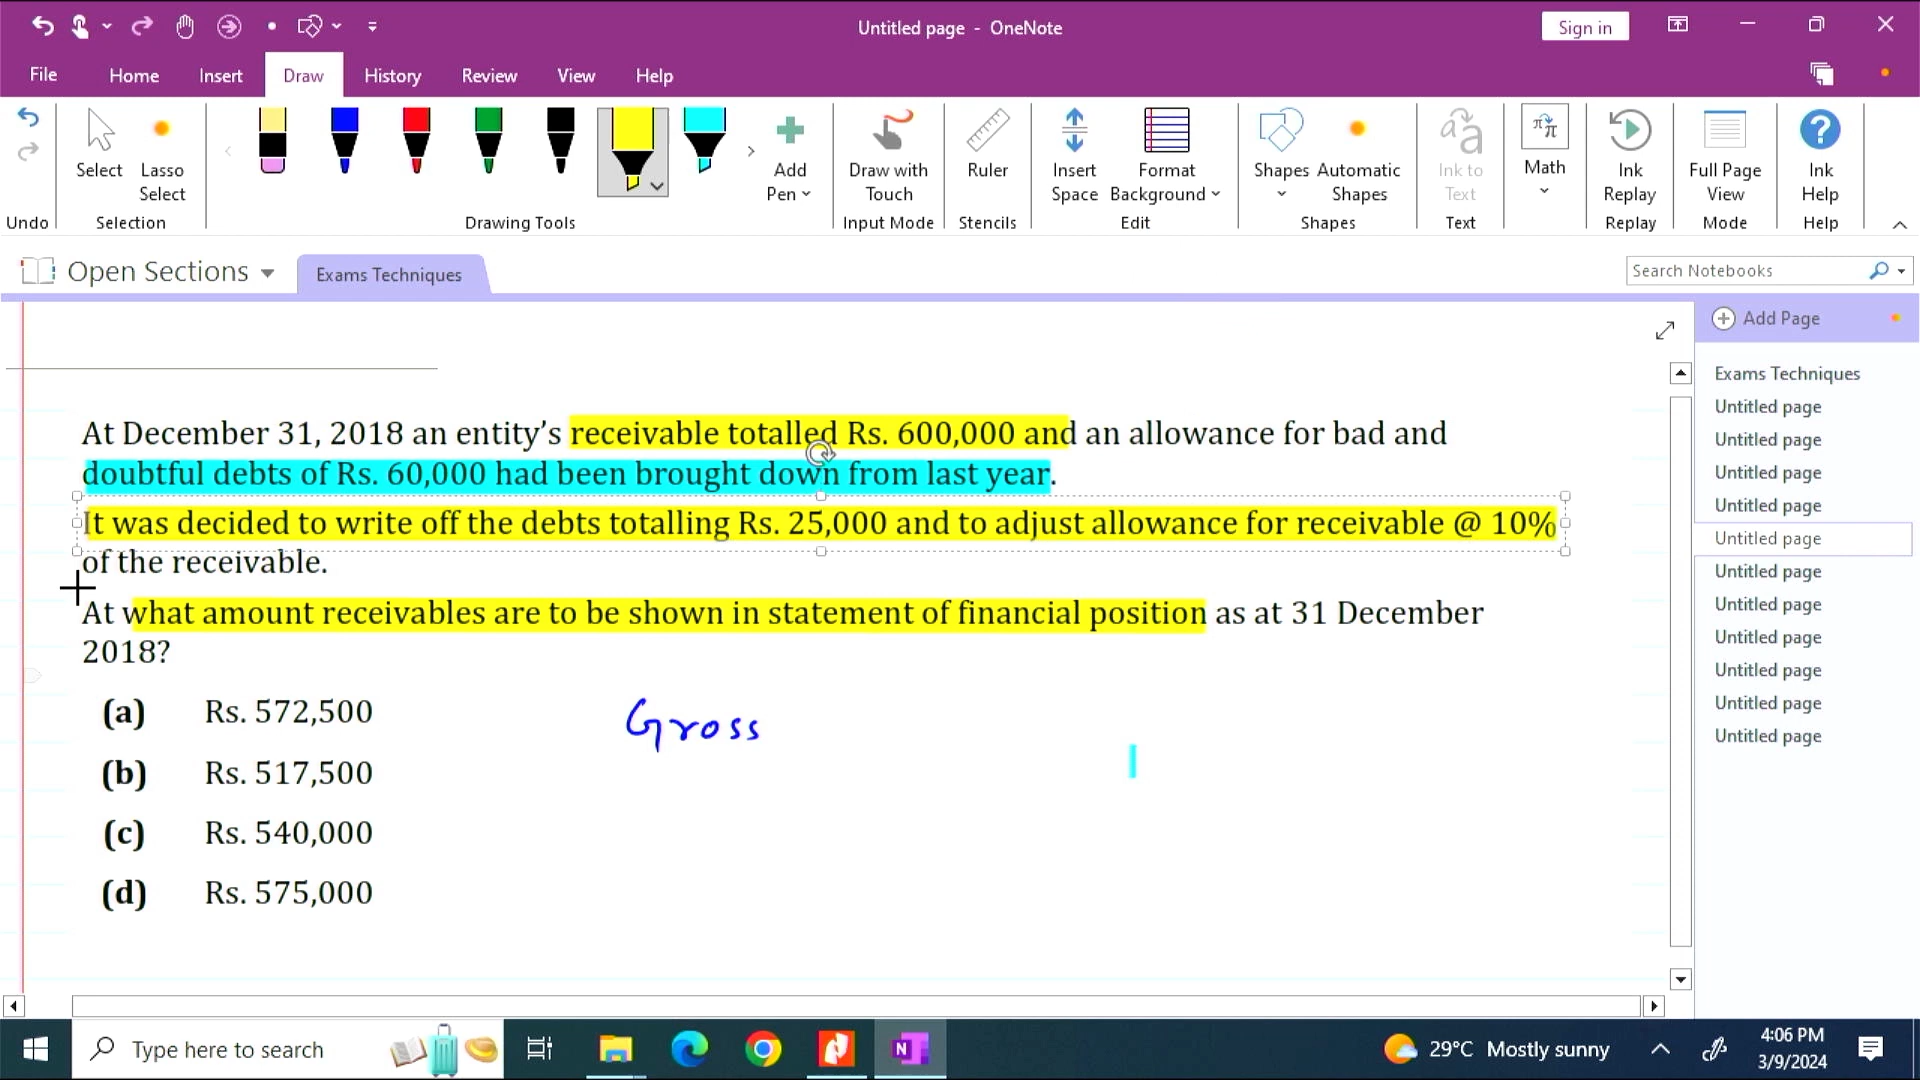 Untitled page - OneNote
Sign in
File Home Insert Draw History Review View Help
Undo
Select
Lasso Select
Selection
Drawing Tools
Add Pen
Draw with Touch
Input Mode
Ruler
Stencils
Insert Space
Format Background
Edit
Shapes
Automatic Shapes
Shapes
Ink to Text
Text
Math
Ink Replay
Replay
Full Page View
Mode
Ink Help
Help
Open Sections
Exams Techniques
Search Notebooks
Add Page
Exams Techniques
Untitled page
Untitled page
Untitled page
Untitled page
Untitled page
Untitled page
Untitled page
Untitled page
Untitled page
Untitled page
Untitled page
At December 31, 2018 an entity’s receivable totalled Rs. 600,000 and an allowance for bad and
doubtful debts of Rs. 60,000 had been brought down from last year.
It was decided to write off the debts totalling Rs. 25,000 and to adjust allowance for receivable @ 10%
of the receivable.
At what amount receivables are to be shown in statement of financial position as at 31 December
2018?
(a) Rs. 572,500
(b) Rs. 517,500
(c) Rs. 540,000
(d) Rs. 575,000
Gross
Type here to search
29°C Mostly sunny
4:06 PM
3/9/2024